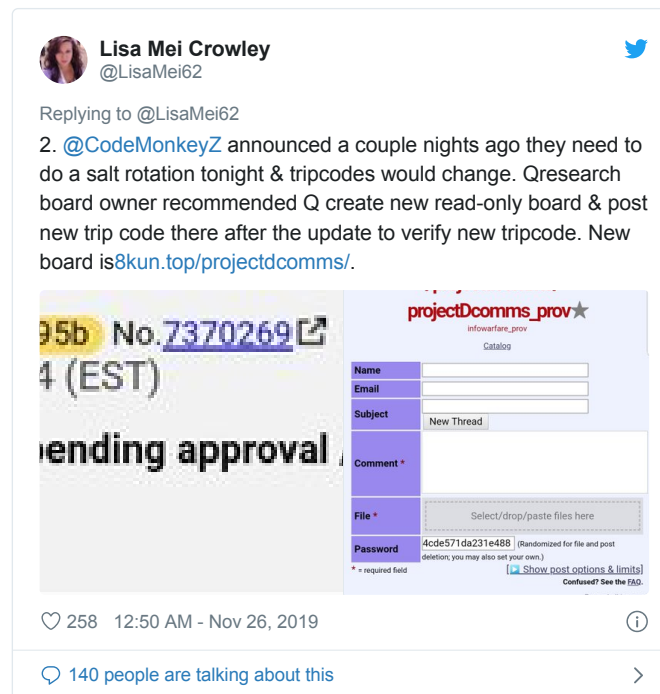 Lisa Mei Crowley
@LisaMei62
Replying to @LisaMei62
2. @CodeMonkeyZ announced a couple nights ago they need to
do a salt rotation tonight & tripcodes would change. Qresearch
board owner recommended Q create new read-only board & post
new trip code there after the update to verify new tripcode. New
board is8kun.top/projectdcomms/.
95b No.7370269
4 (EST)
ending approval
projectDcomms_prov★
infowarfare_prov
Catalog
Name
Email
Subject
New Thread
Comment *
File *
Select/drop/paste files here
Password
4cde571da231e488 (Randomized for file and post
deletion; you may also set your own.)
* = required field
[Show post options & limits]
Confused? See the FAQ.
258 12:50 AM - Nov 26, 2019
140 people are talking about this